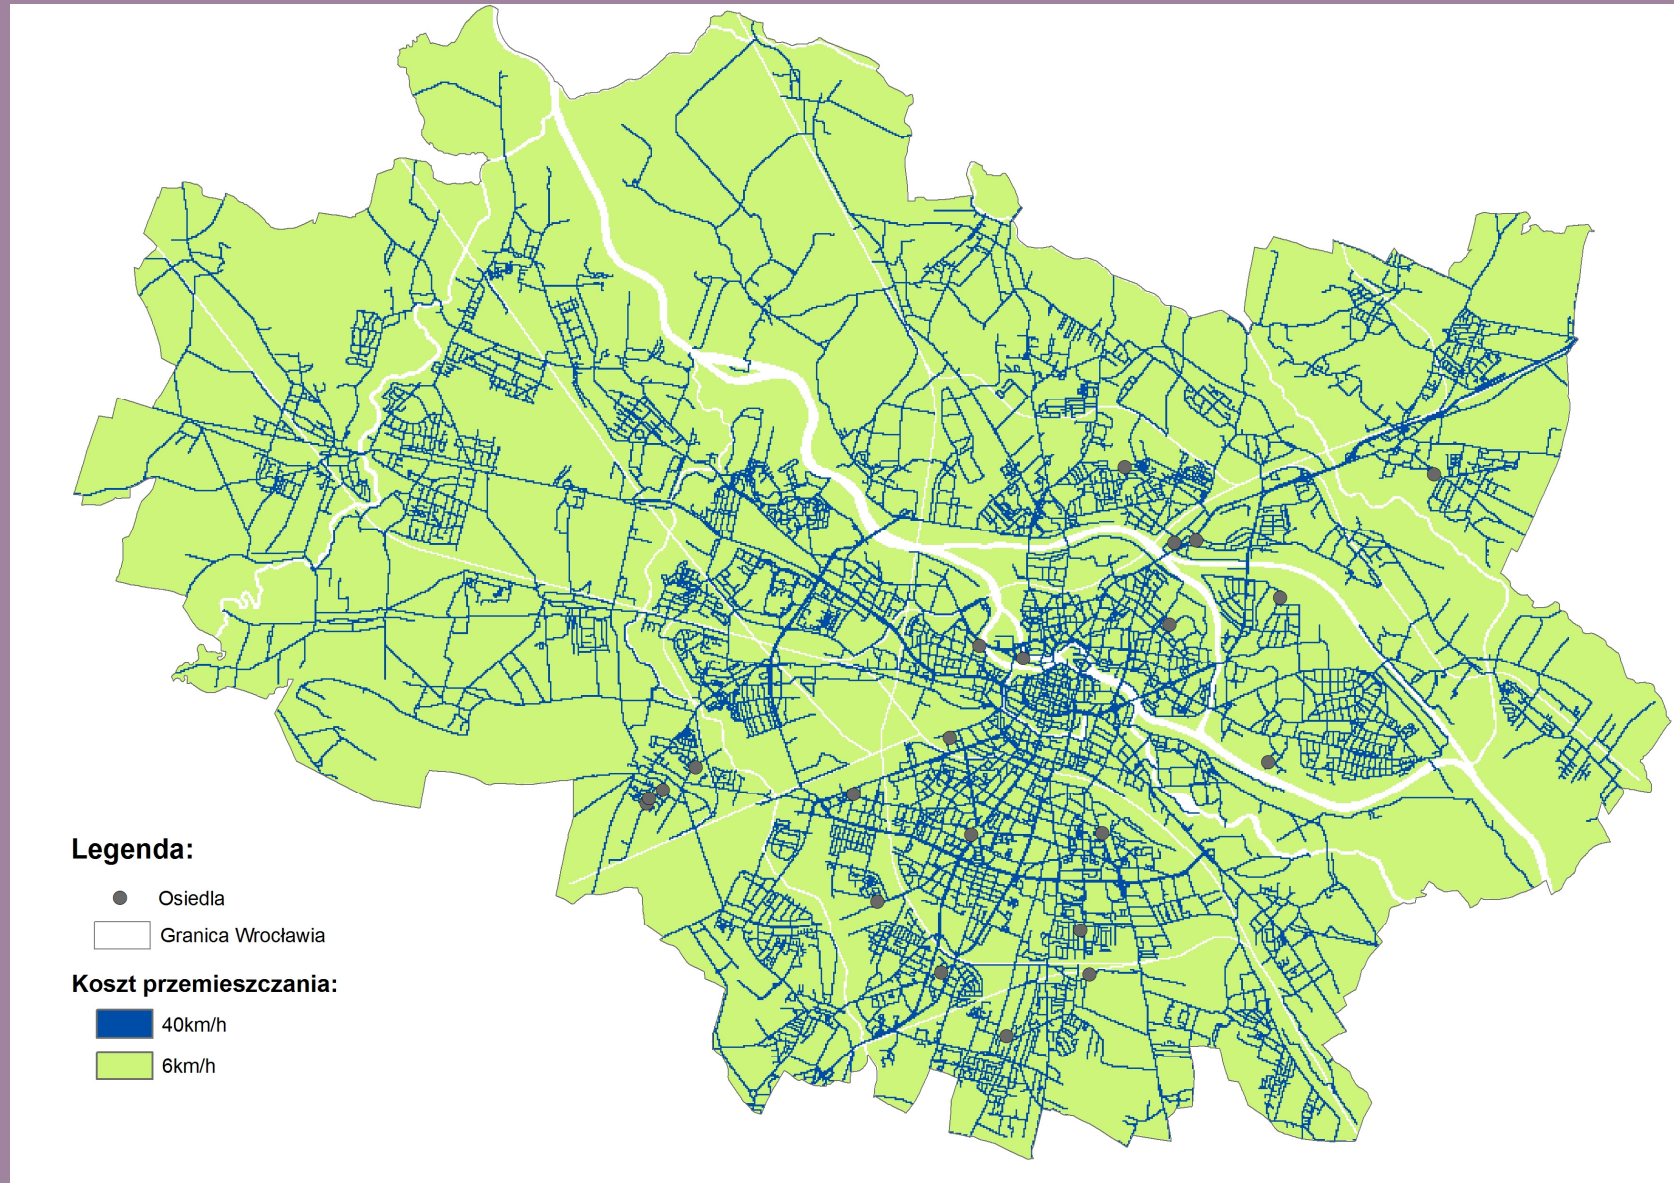 Legenda:
Osiedla
Granica Wrocławia
Koszt przemieszczania:
40km/h
6km/h